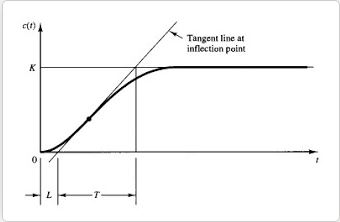 c(t)
Tangent line at
inflection point
K
0
t
L
T